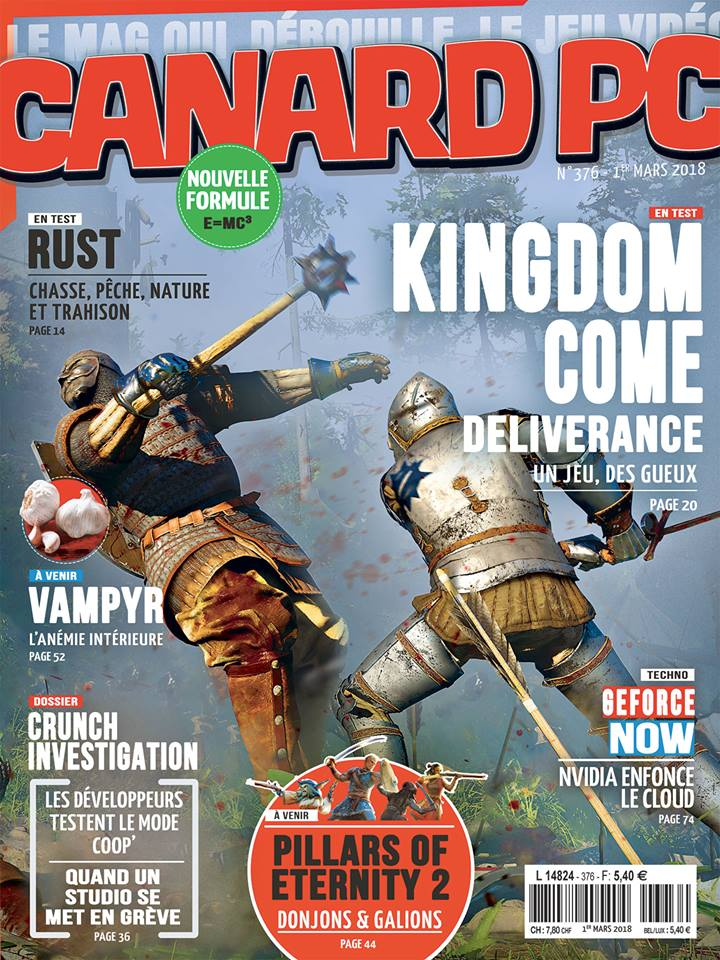 LE MAG QUI DÉROUILLE LE JEU VIDÉO
CANARD PC
N°376 - 1ER MARS 2018
NOUVELLE
FORMULE
E=MC³
EN TEST
RUST
CHASSE, PÊCHE, NATURE
ET TRAHISON
PAGE 14
EN TEST
KINGDOM
COME
DELIVERANCE
UN JEU, DES GUEUX
PAGE 20
À VENIR
VAMPYR
L'ANÉMIE INTÉRIEURE
PAGE 52
DOSSIER
CRUNCH
INVESTIGATION
LES DÉVELOPPEURS
TESTENT LE MODE
COOP'
QUAND UN
STUDIO SE
MET EN GRÈVE
PAGE 36
À VENIR
PILLARS OF
ETERNITY 2
DONJONS & GALIONS
PAGE 44
TECHNO
GEFORCE
NOW
NVIDIA ENFONCE
LE CLOUD
PAGE 74
L 14824 - 376 - F: 5,40 €
CH : 7,80 CHF 1ER MARS 2018 BEL/LUX : 5,40 €